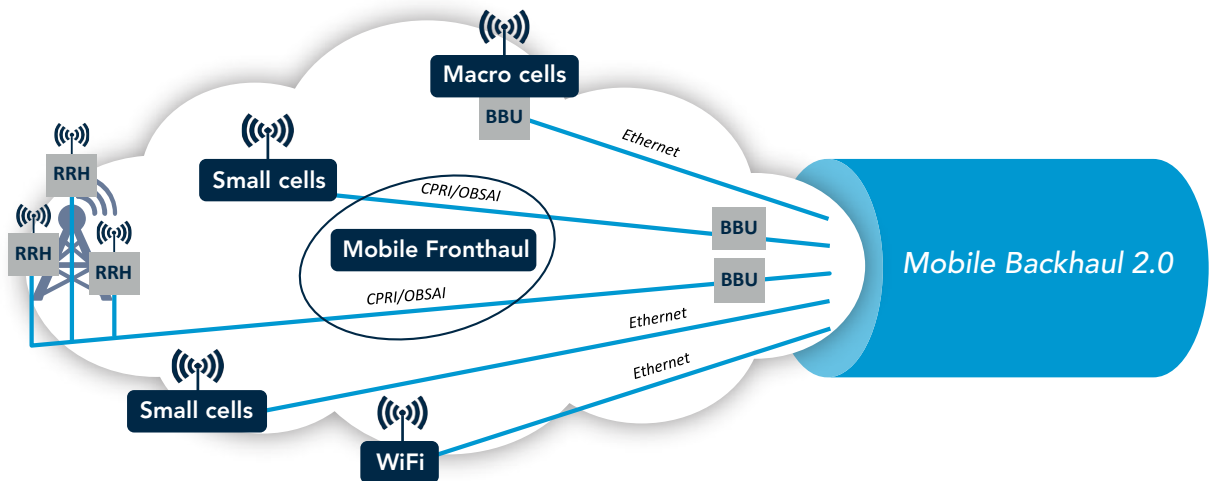 Macro cells
BBU
Ethernet
RRH
Small cells
CPRI/OBSAI
RRH
RRH
BBU
Mobile Fronthaul
Mobile Backhaul 2.0
BBU
CPRI/OBSAI
Ethernet
Ethernet
Small cells
WiFi